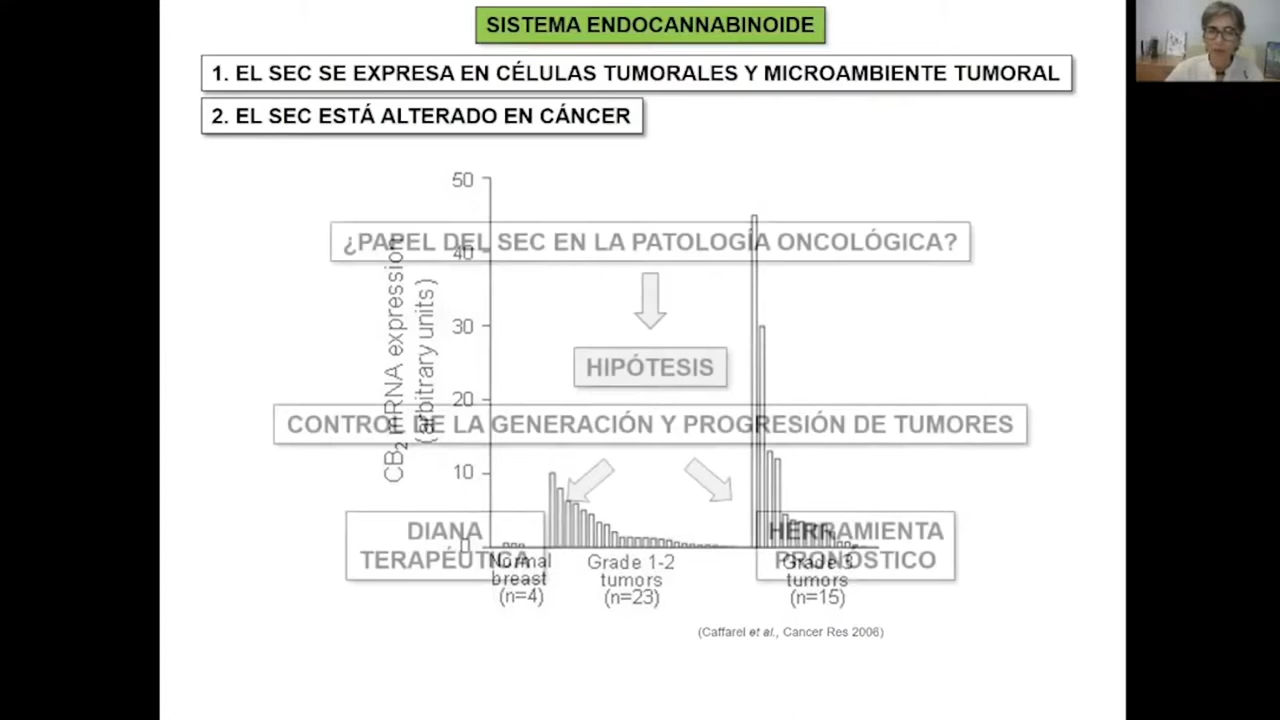 SISTEMA ENDOCANNABINOIDE
1. EL SEC SE EXPRESA EN CÉLULAS TUMORALES Y MICROAMBIENTE TUMORAL
2. EL SEC ESTÁ ALTERADO EN CÁNCER
¿PAPEL DEL SEC EN LA PATOLOGÍA ONCOLÓGICA?
HIPÓTESIS
CONTROL DE LA GENERACIÓN Y PROGRESIÓN DE TUMORES
DIANA
TERAPÉUTICA
HERRAMIENTA
PRONÓSTICO
CB₂ mRNA expression
(arbitrary units)
50
40
30
20
10
0
Normal
breast
(n=4)
Grade 1-2
tumors
(n=23)
Grade 3
tumors
(n=15)
(Caffarel et al., Cancer Res 2006)